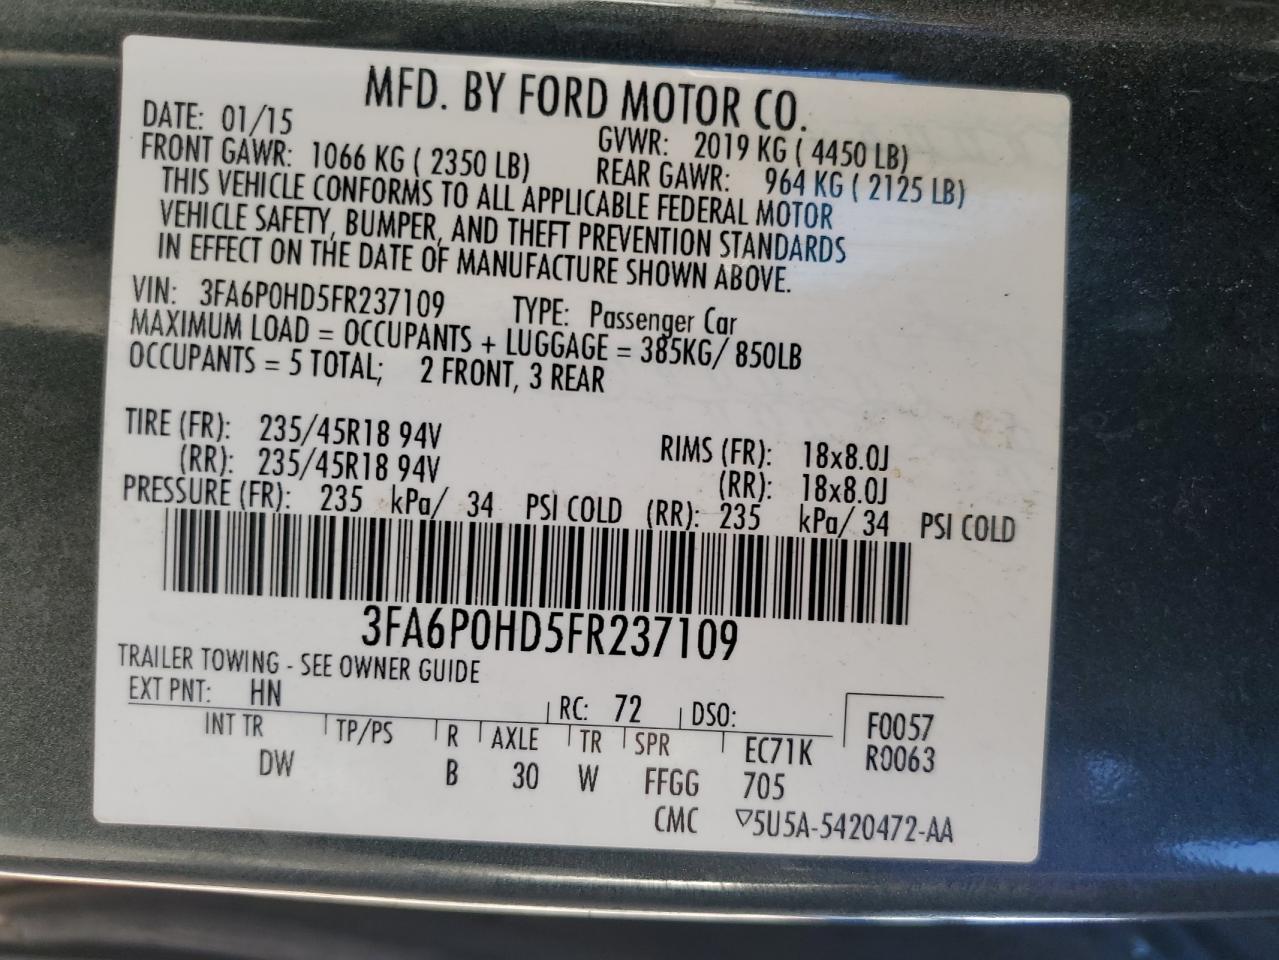 MFD. BY FORD MOTOR CO.
DATE: 01/15 GVWR: 2019 KG ( 4450 LB)
FRONT GAWR: 1066 KG ( 2350 LB) REAR GAWR: 964 KG ( 2125 LB)
THIS VEHICLE CONFORMS TO ALL APPLICABLE FEDERAL MOTOR
VEHICLE SAFETY, BUMPER, AND THEFT PREVENTION STANDARDS
IN EFFECT ON THE DATE OF MANUFACTURE SHOWN ABOVE.
VIN: 3FA6P0HD5FR237109 TYPE: Passenger Car
MAXIMUM LOAD = OCCUPANTS + LUGGAGE = 385KG/ 850LB
OCCUPANTS = 5 TOTAL; 2 FRONT, 3 REAR
TIRE (FR): 235/45R18 94V RIMS (FR): 18x8.0J
(RR): 235/45R18 94V (RR): 18x8.0J
PRESSURE (FR): 235 kPa/ 34 PSI COLD (RR): 235 kPa/ 34 PSI COLD
3FA6P0HD5FR237109
TRAILER TOWING - SEE OWNER GUIDE
EXT PNT: HN RC: 72 DSO: F0057
INT TR TP/PS R AXLE TR SPR EC71K R0063
DW B 30 W FFGG 705
CMC ▽5U5A-5420472-AA